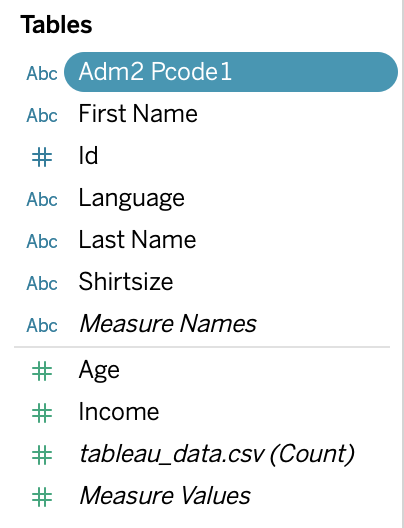 Tables
Abc Adm2 Pcode1
Abc First Name
# Id
Abc Language
Abc Last Name
Abc Shirtsize
Abc Measure Names
# Age
# Income
# tableau_data.csv (Count)
# Measure Values